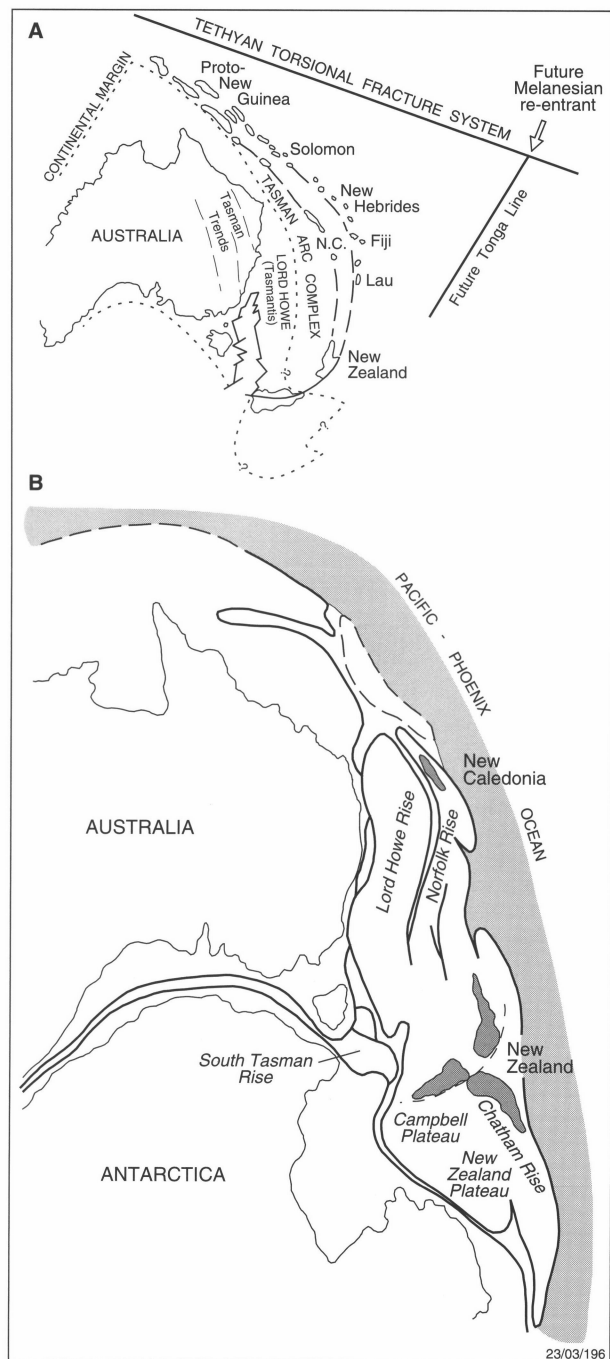 A
TETHYAN TORSIONAL FRACTURE SYSTEM
Future
Melanesian
re-entrant
Proto-
New
Guinea
CONTINENTAL MARGIN
Solomon
New
Hebrides
TASMAN
ARC COMPLEX
Tasman
Trends
AUSTRALIA
N.C.
Fiji
LORD HOWE
(Tasmantis)
Lau
Future Tonga Line
New
Zealand
?
?
?
B
PACIFIC - PHOENIX
OCEAN
New
Caledonia
AUSTRALIA
Lord Howe Rise
Norfolk Rise
South Tasman
Rise
New
Zealand
Campbell
Plateau
Chatham Rise
New
Zealand
Plateau
ANTARCTICA
23/03/196